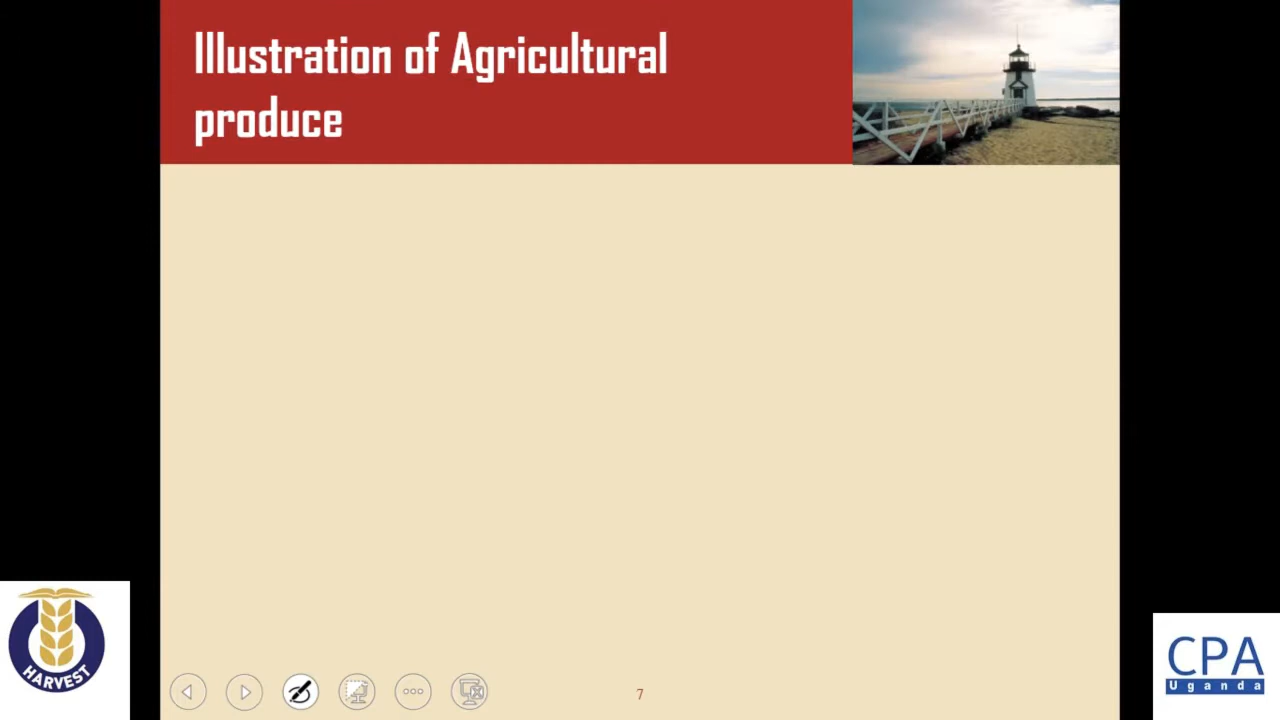 Illustration of Agricultural
produce
HARVEST
7
CPA
Uganda